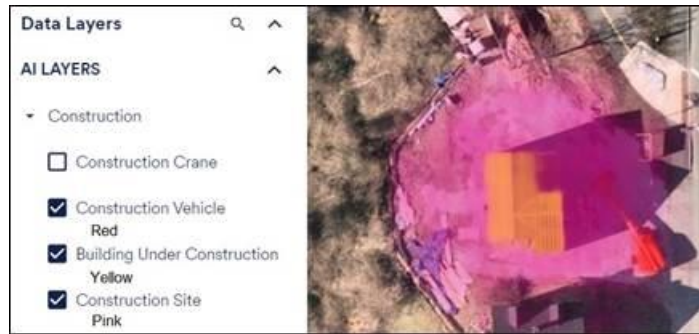 Data Layers
AI LAYERS
Construction
Construction Crane
Construction Vehicle
Red
Building Under Construction
Yellow
Construction Site
Pink